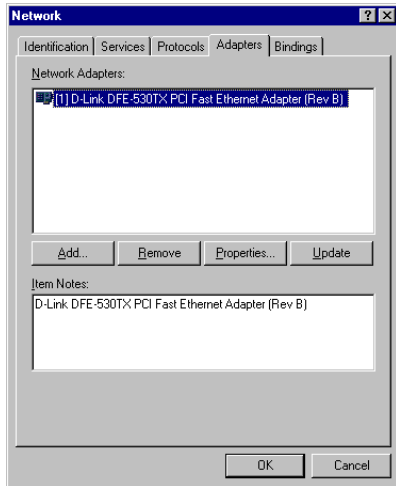 Network
Identification Services Protocols Adapters Bindings
Network Adapters:
[1] D-Link DFE-530TX PCI Fast Ethernet Adapter (Rev B)
Add... Remove Properties... Update
Item Notes:
D-Link DFE-530TX PCI Fast Ethernet Adapter (Rev B)
OK Cancel